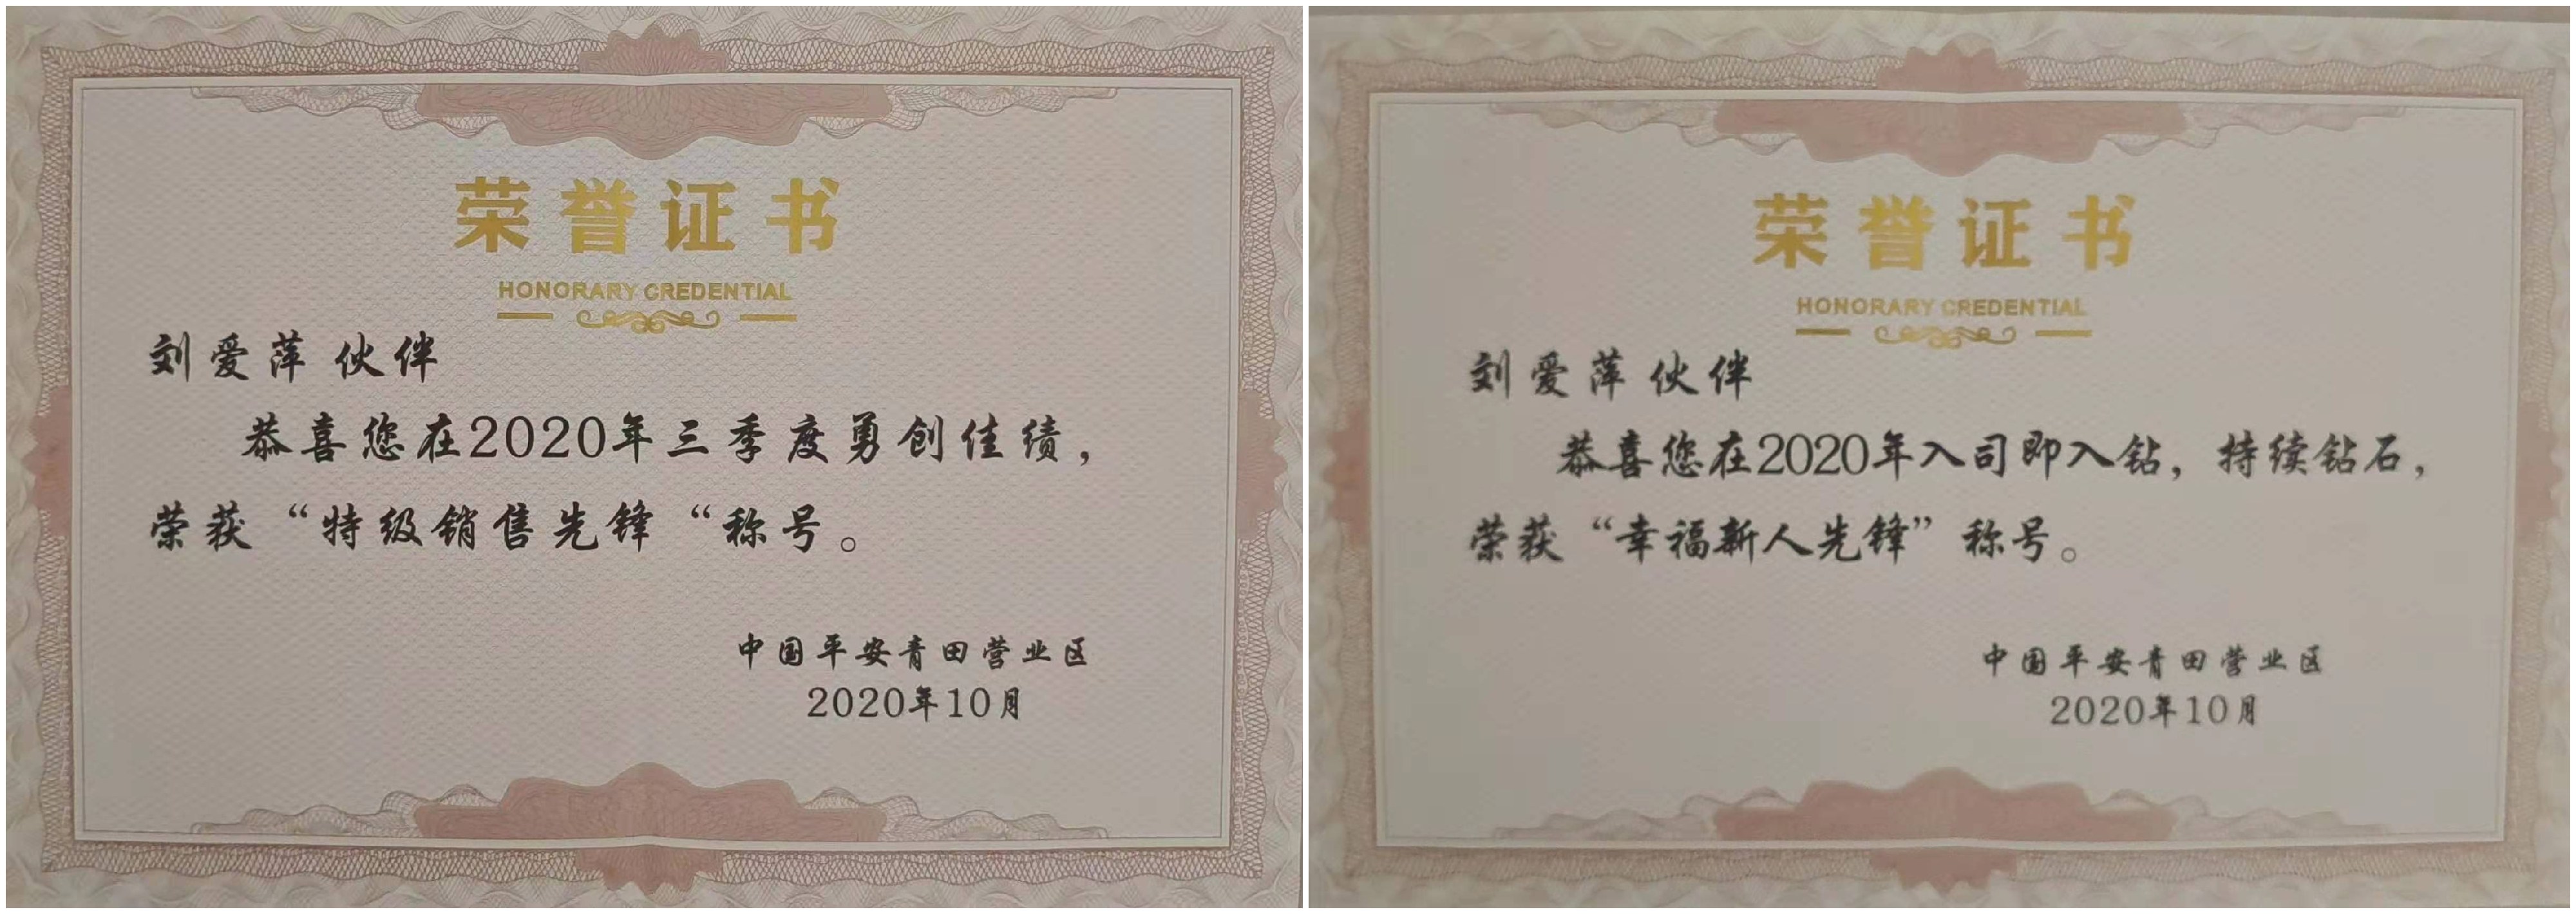 荣誉证书
HONORARY CREDENTIAL
刘爱萍 伙伴
恭喜您在2020年三季度勇创佳绩，
荣获“特级销售先锋“称号。
中国平安青田营业区
2020年10月
荣誉证书
HONORARY CREDENTIAL
刘爱萍 伙伴
恭喜您在2020年入司即入钻，持续钻石，
荣获“幸福新人先锋”称号。
中国平安青田营业区
2020年10月